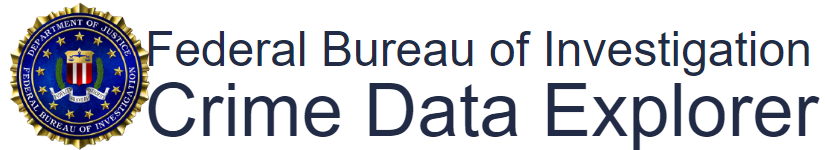 DEPARTMENT OF JUSTICE
FEDERAL BUREAU OF INVESTIGATION
Federal Bureau of Investigation
Crime Data Explorer